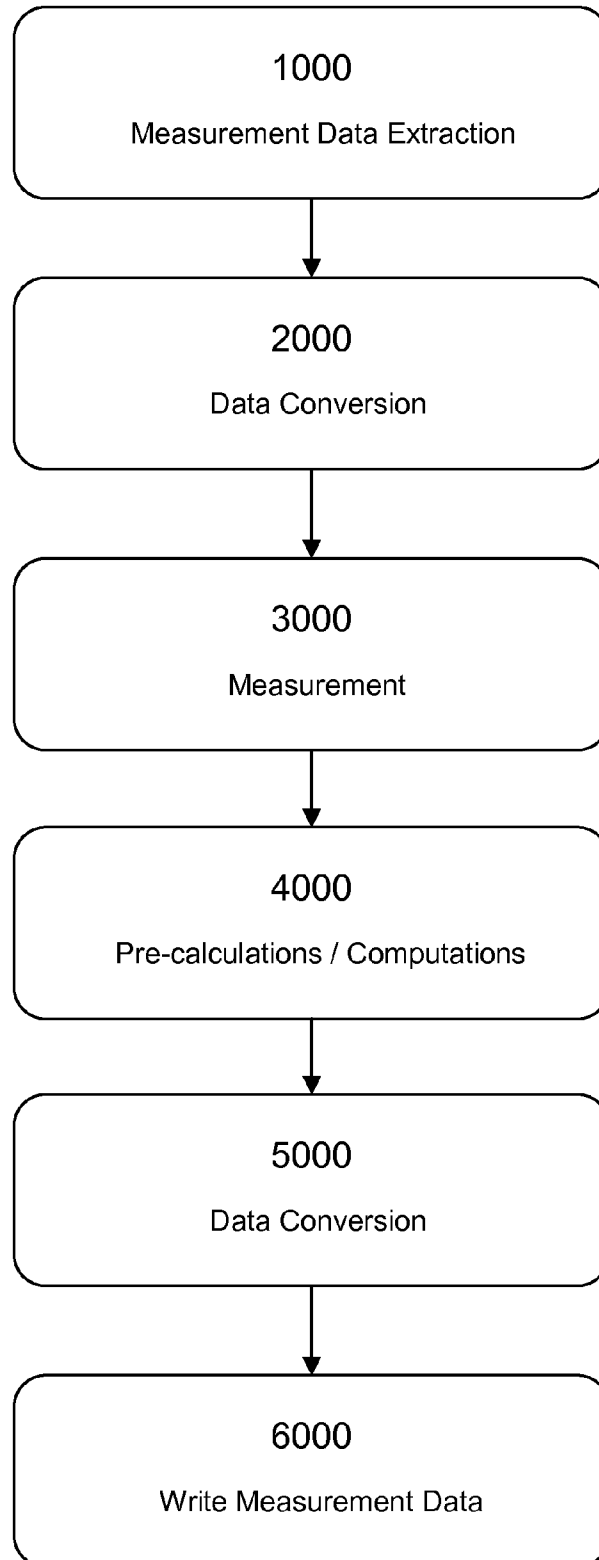 1000
Measurement Data Extraction
2000
Data Conversion
3000
Measurement
4000
Pre-calculations / Computations
5000
Data Conversion
6000
Write Measurement Data